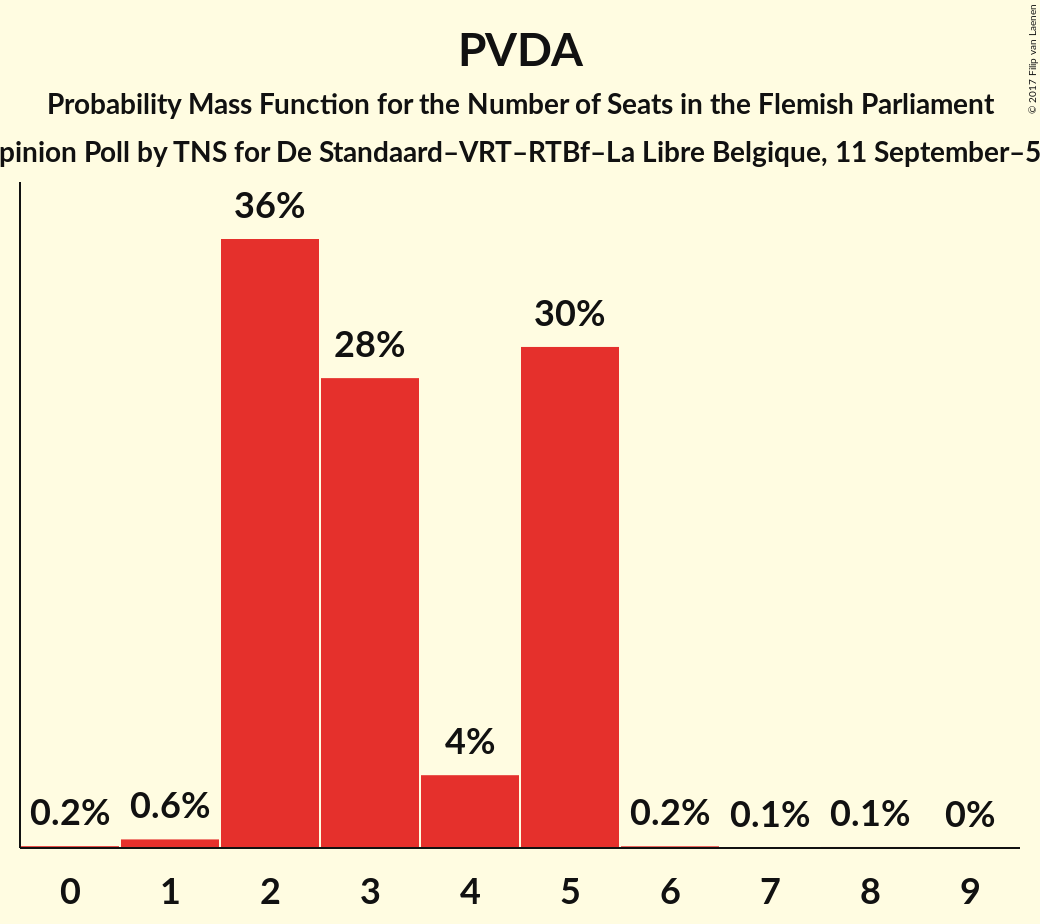 PVDA
Probability Mass Function for the Number of Seats in the Flemish Parliament
pinion Poll by TNS for De Standaard–VRT–RTBf–La Libre Belgique, 11 September–5
© 2017 Filip van Laenen
36%
30%
28%
4%
0.2%
0.6%
0.2%
0.1%
0.1%
0%
0 1 2 3 4 5 6 7 8 9